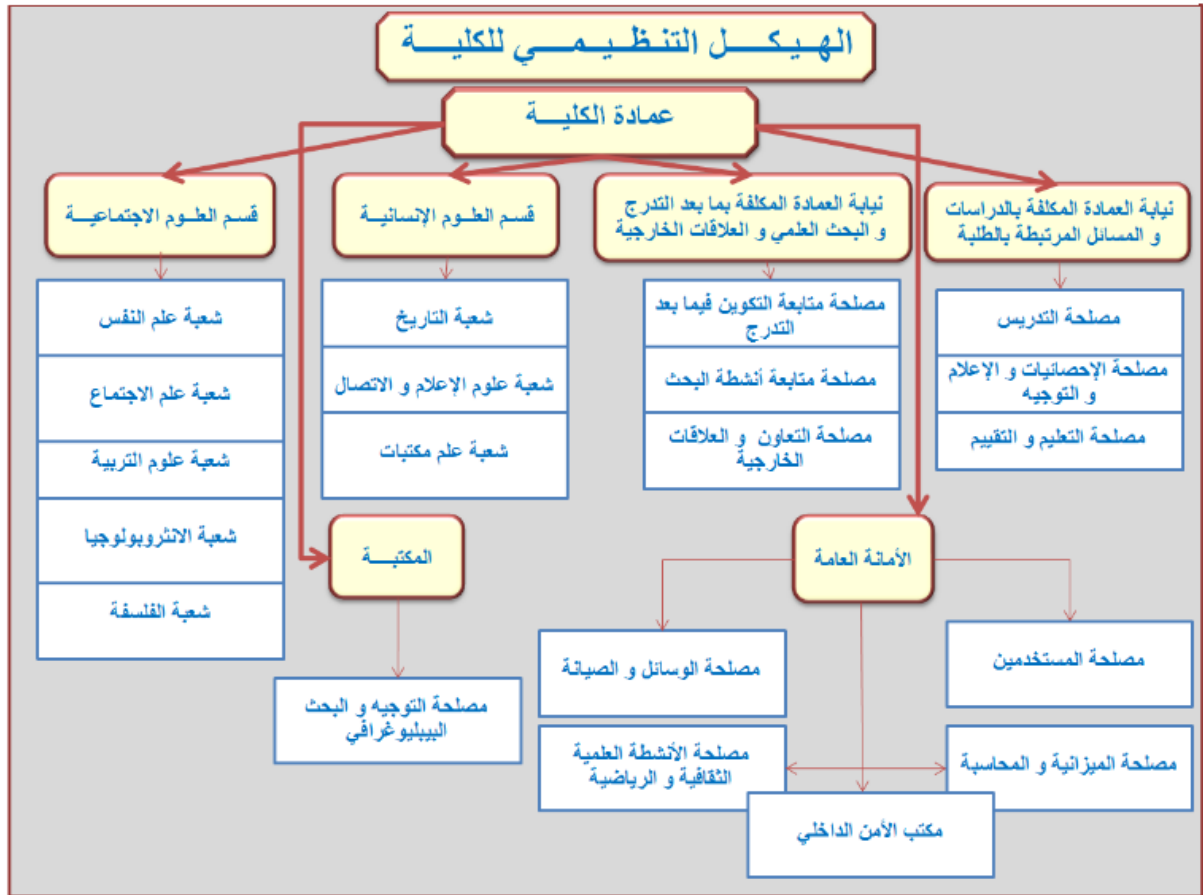 الهيكل التنظيمي للكلية
عمادة الكلية
نيابة العمادة المكلفة بالدراسات
و المسائل المرتبطة بالطلبة
مصلحة التدريس
مصلحة الإحصائيات و الإعلام
و التوجيه
مصلحة التعليم و التقييم
نيابة العمادة المكلفة بما بعد التدرج
و البحث العلمي و العلاقات الخارجية
مصلحة متابعة التكوين فيما بعد
التدرج
مصلحة متابعة أنشطة البحث
مصلحة التعاون و العلاقات
الخارجية
قسم العلوم الإنسانية
شعبة التاريخ
شعبة علوم الإعلام و الاتصال
شعبة علم مكتبات
قسم العلوم الاجتماعية
شعبة علم النفس
شعبة علم الاجتماع
شعبة علوم التربية
شعبة الانثروبولوجيا
شعبة الفلسفة
الأمانة العامة
مصلحة المستخدمين
مصلحة الوسائل و الصيانة
مصلحة الميزانية و المحاسبة
مصلحة الأنشطة العلمية
الثقافية و الرياضية
مكتب الأمن الداخلي
المكتبة
مصلحة التوجيه و البحث
البيبليوغرافي